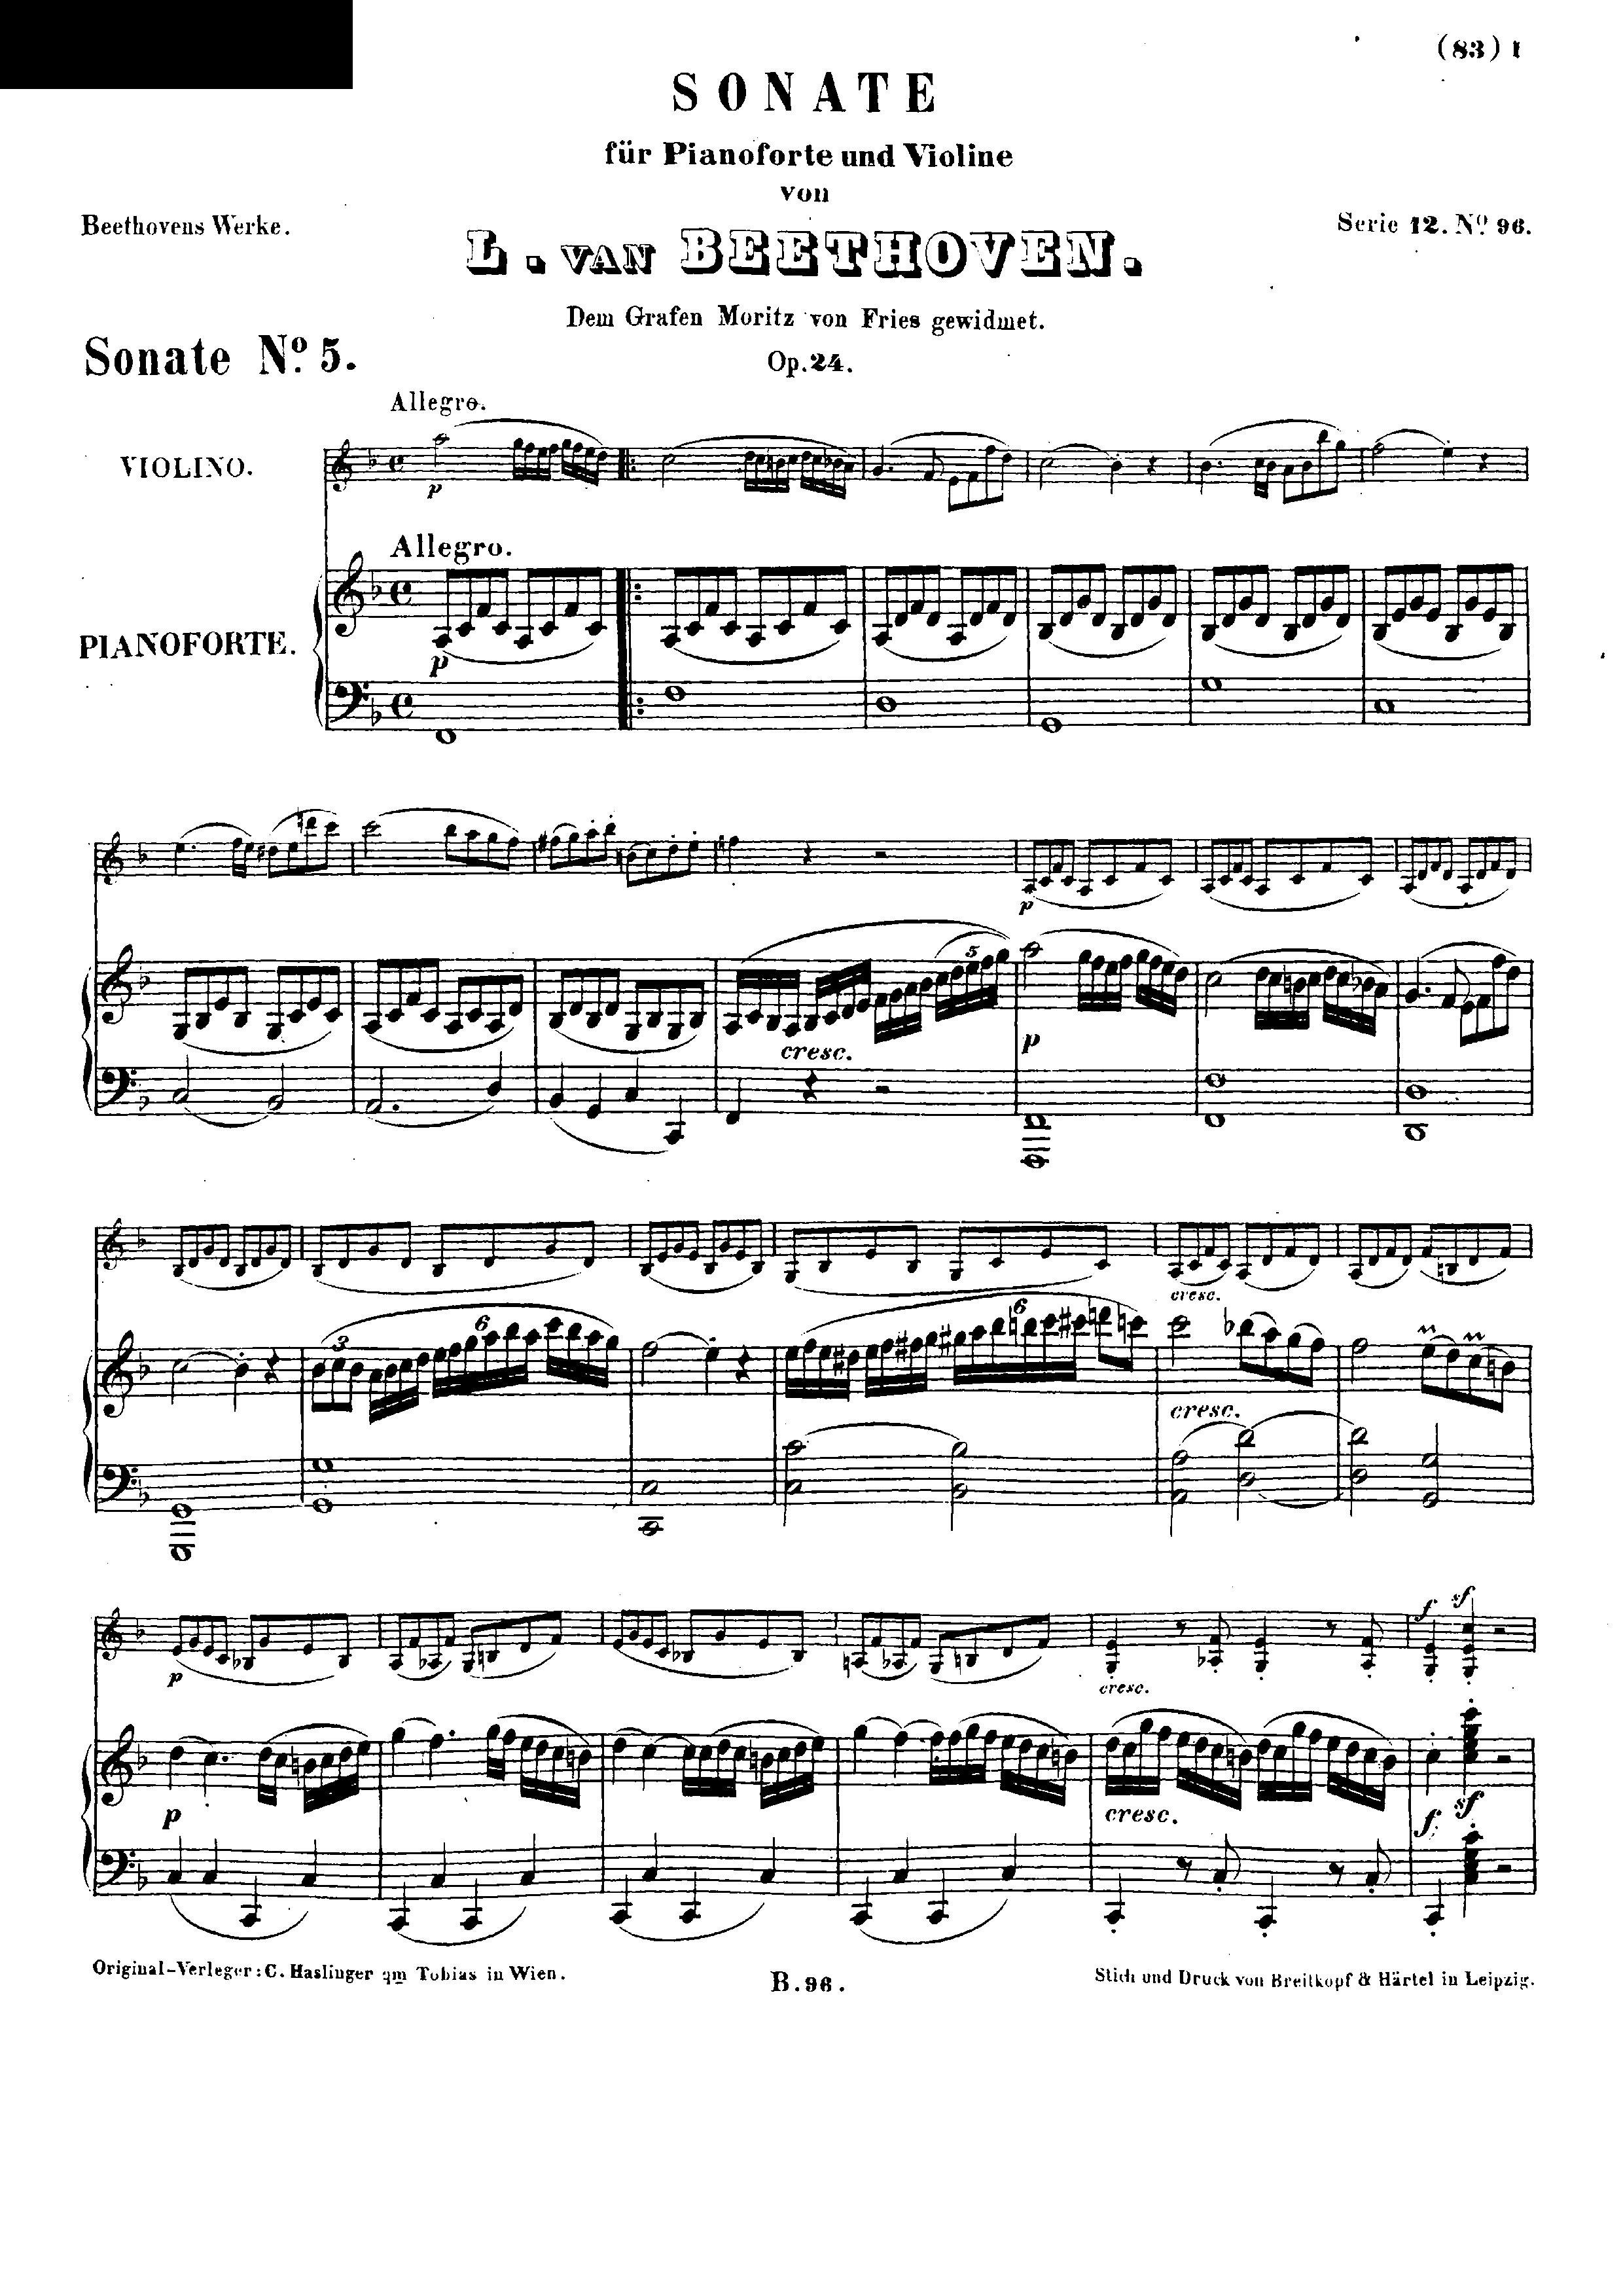 (83) 1
SONATE
für Pianoforte und Violine
von
Beethovens Werke.
Serie 12. No. 96.
L. VAN BEETHOVEN.
Dem Grafen Moritz von Fries gewidmet.
Sonate No. 5.
Op. 24.
Allegro.
VIOLINO.
p
Allegro.
PIANOFORTE.
p
p
5
cresc.
p
cresc.
3
6
6
cresc.
p
cresc.
f
sf
p
cresc.
f
sf
Original-Verleger: C. Haslinger qm Tobias in Wien.
B. 96.
Stich und Druck von Breitkopf & Härtel in Leipzig.